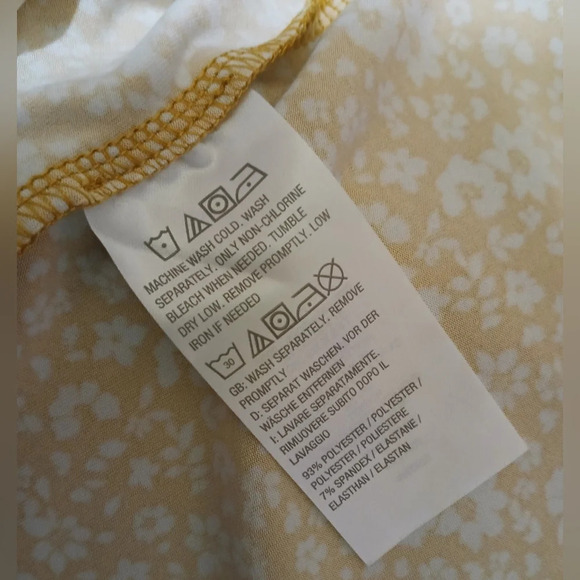 MACHINE WASH COLD. WASH
SEPARATELY. ONLY NON-CHLORINE
BLEACH WHEN NEEDED. TUMBLE
DRY LOW. REMOVE PROMPTLY. LOW
IRON IF NEEDED
30
GB: WASH SEPARATELY. REMOVE
PROMPTLY
D: SEPARAT WASCHEN. VOR DER
WÄSCHE ENTFERNEN
I: LAVARE SEPARATAMENTE.
RIMUOVERE SUBITO DOPO IL
LAVAGGIO
93% POLYESTER / POLYESTER /
POLYESTER / POLIESTERE
7% SPANDEX / ELASTANE /
ELASTHAN / ELASTAN